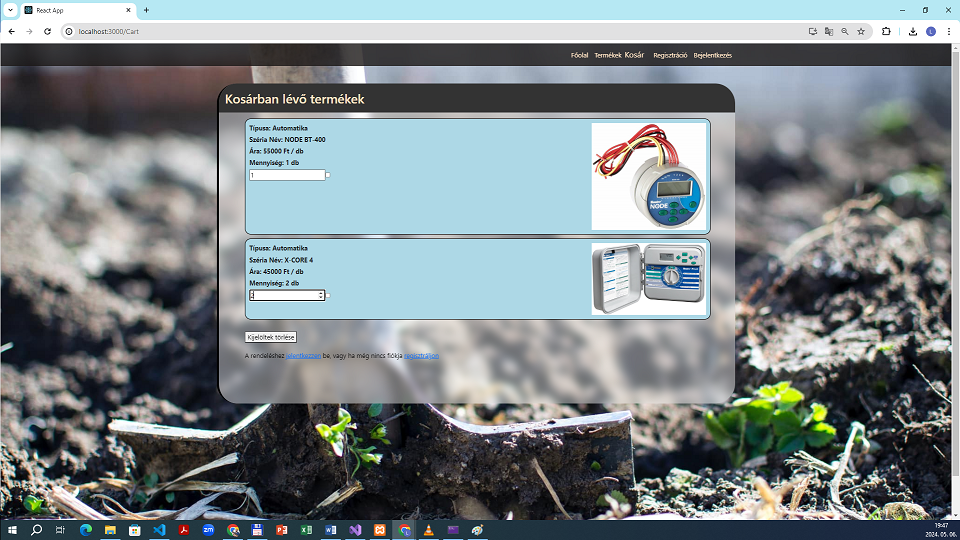 React App
localhost:3000/Cart
Főolal Termékek Kosár Regisztráció Bejelentkezés
Kosárban lévő termékek
Típusa: Automatika
Széria Név: NODE BT-400
Ára: 55000 Ft / db
Mennyiség: 1 db
1
NODE
Típusa: Automatika
Széria Név: X-CORE 4
Ára: 45000 Ft / db
Mennyiség: 2 db
2
Kijelöltek törlése
A rendeléshez jelentkezzen be, vagy ha még nincs fiókja regisztráljon
19:47
2024. 05. 06.